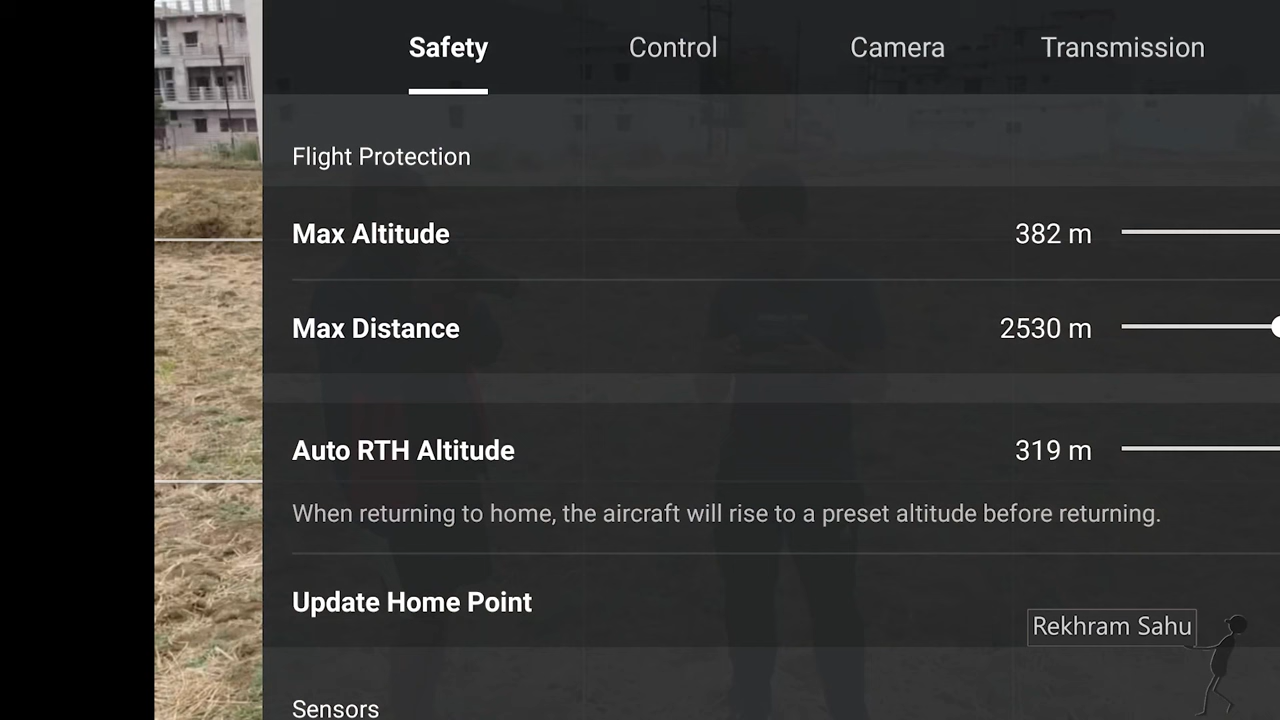 Safety Control Camera Transmission
Flight Protection
Max Altitude 382 m
Max Distance 2530 m
Auto RTH Altitude 319 m
When returning to home, the aircraft will rise to a preset altitude before returning.
Update Home Point
Rekhram Sahu
Sensors